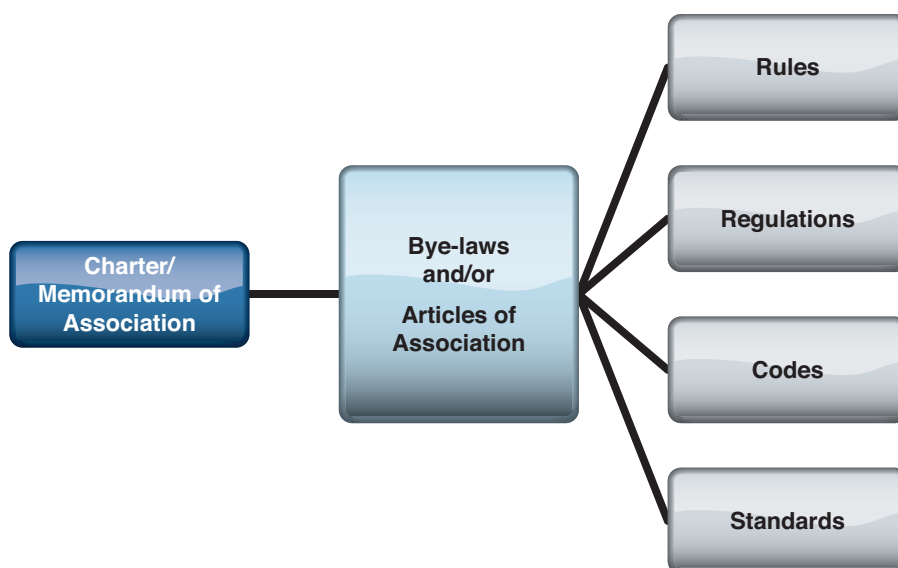 Charter/
Memorandum of
Association
Bye-laws
and/or
Articles of
Association
Rules
Regulations
Codes
Standards